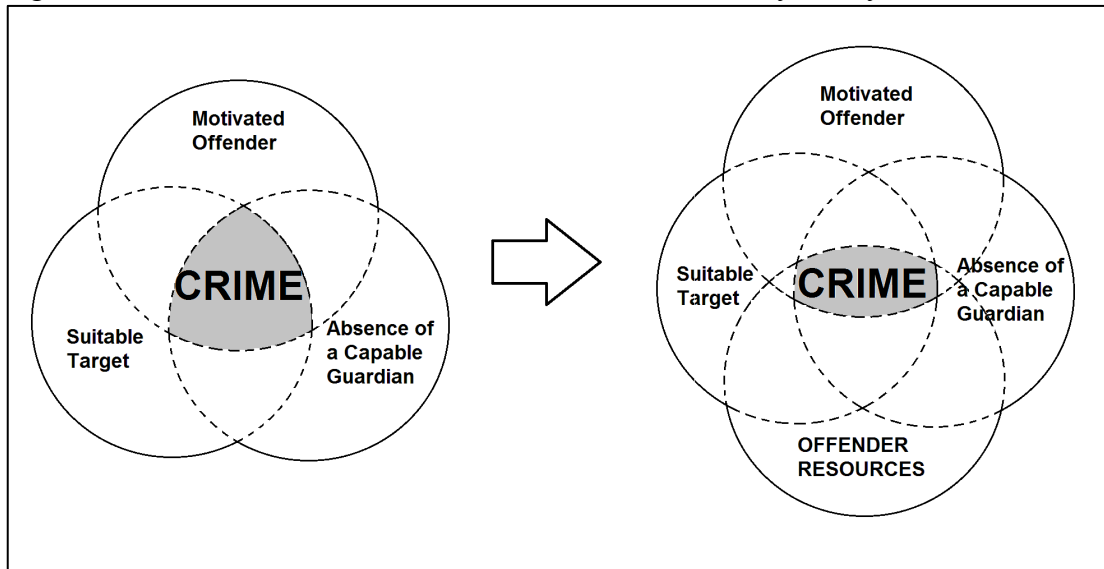 Motivated
Offender
CRIME
Suitable
Target
Absence of
a Capable
Guardian
Motivated
Offender
Suitable
Target
CRIME
Absence of
a Capable
Guardian
OFFENDER
RESOURCES